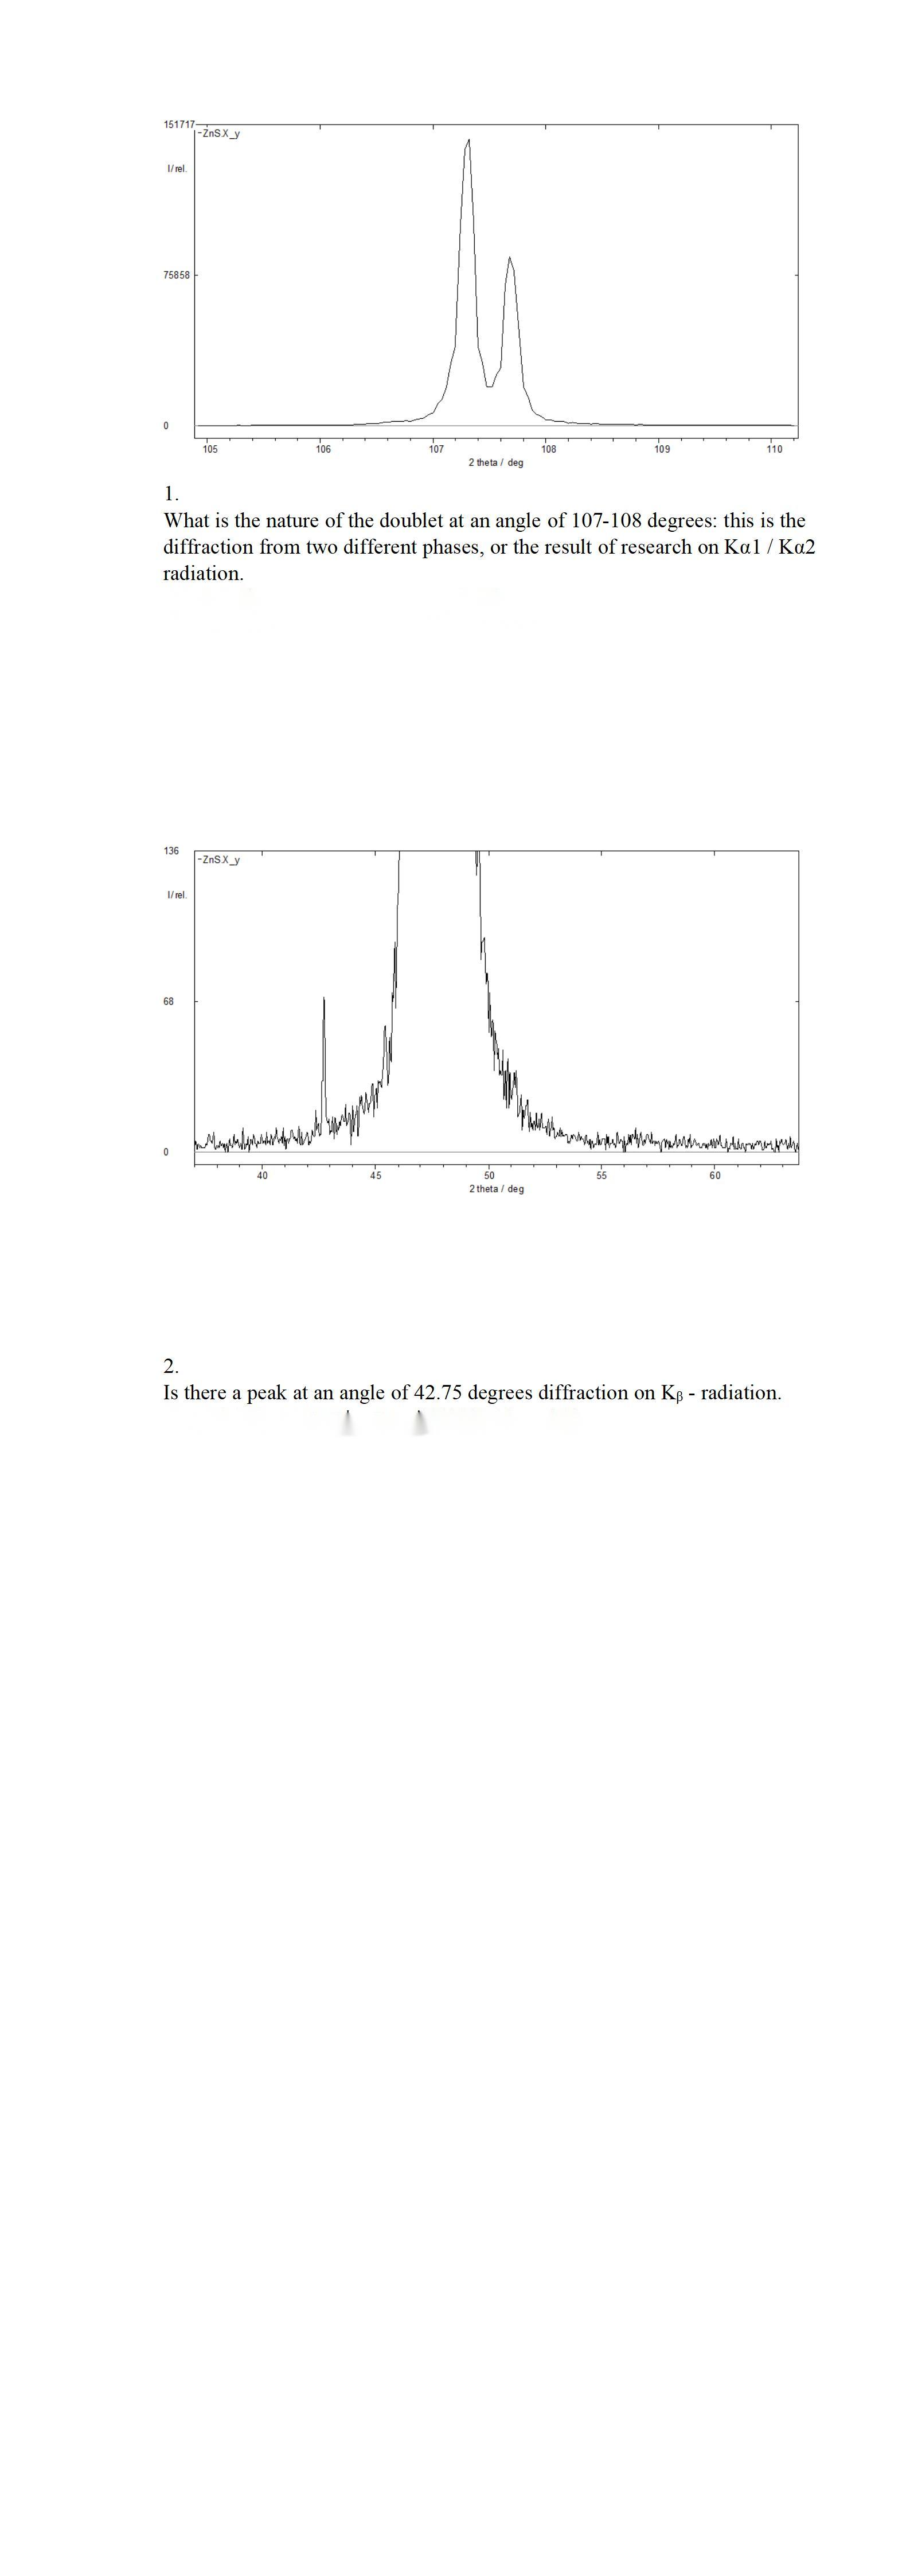 151717
-ZnS.X_y
I/rel.
75858
0
105 106 107 108 109 110
2 theta / deg
1.
What is the nature of the doublet at an angle of 107-108 degrees: this is the
diffraction from two different phases, or the result of research on Kα1 / Kα2
radiation.
136
-ZnS.X_y
I/rel.
68
0
40 45 50 55 60
2 theta / deg
2.
Is there a peak at an angle of 42.75 degrees diffraction on Kβ - radiation.